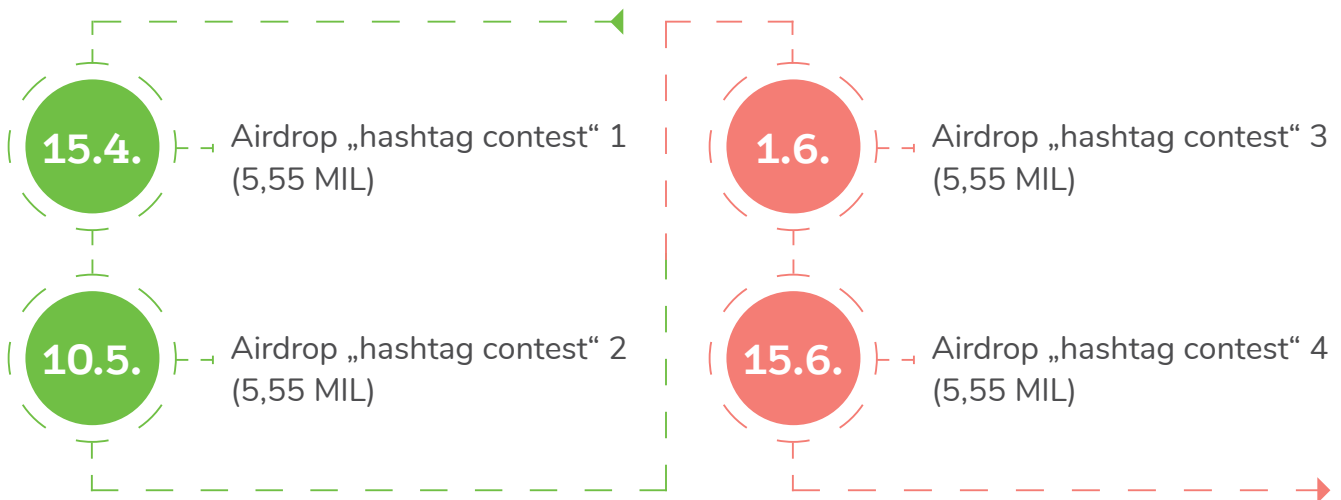 15.4.
Airdrop „hashtag contest“ 1
(5,55 MIL)
10.5.
Airdrop „hashtag contest“ 2
(5,55 MIL)
1.6.
Airdrop „hashtag contest“ 3
(5,55 MIL)
15.6.
Airdrop „hashtag contest“ 4
(5,55 MIL)